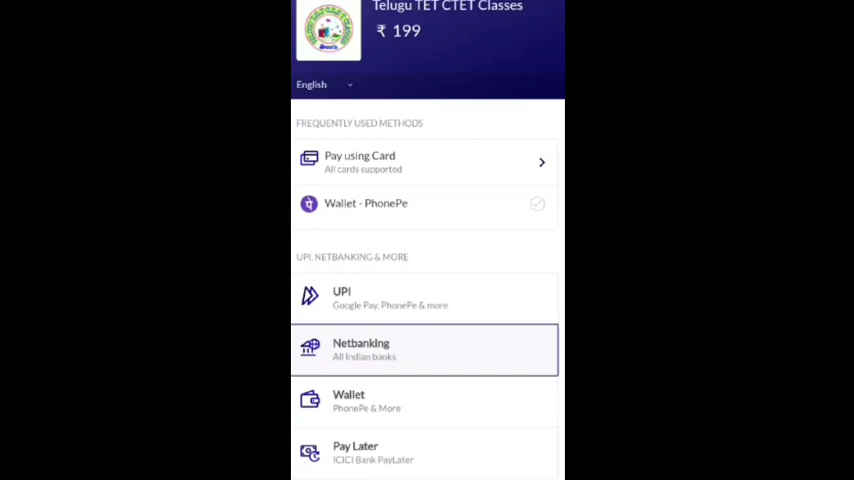 Telugu TET CTET Classes
₹ 199
English
FREQUENTLY USED METHODS
Pay using Card
All cards supported
Wallet - PhonePe
UPI, NETBANKING & MORE
UPI
Google Pay, PhonePe & more
Netbanking
All Indian banks
Wallet
PhonePe & More
Pay Later
ICICI Bank PayLater